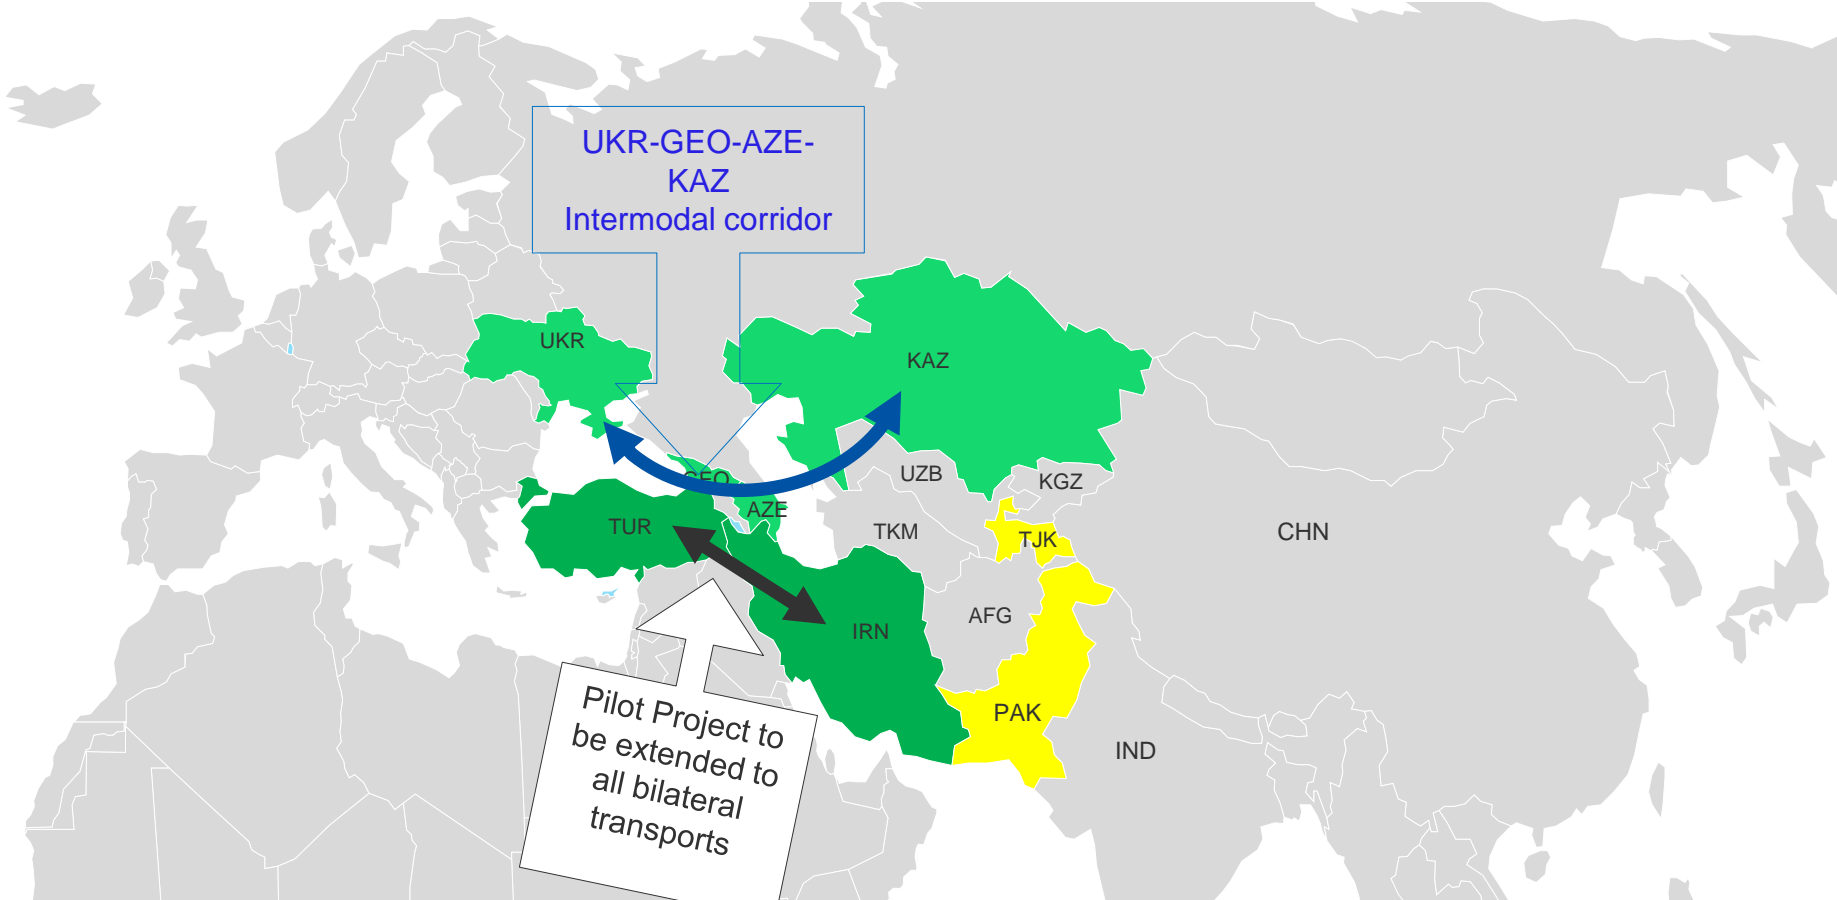 UKR-GEO-AZE-
KAZ
Intermodal corridor
UKR
KAZ
GEO
UZB
KGZ
AZE
TUR
TKM
TJK
CHN
AFG
IRN
PAK
IND
Pilot Project to
be extended to
all bilateral
transports